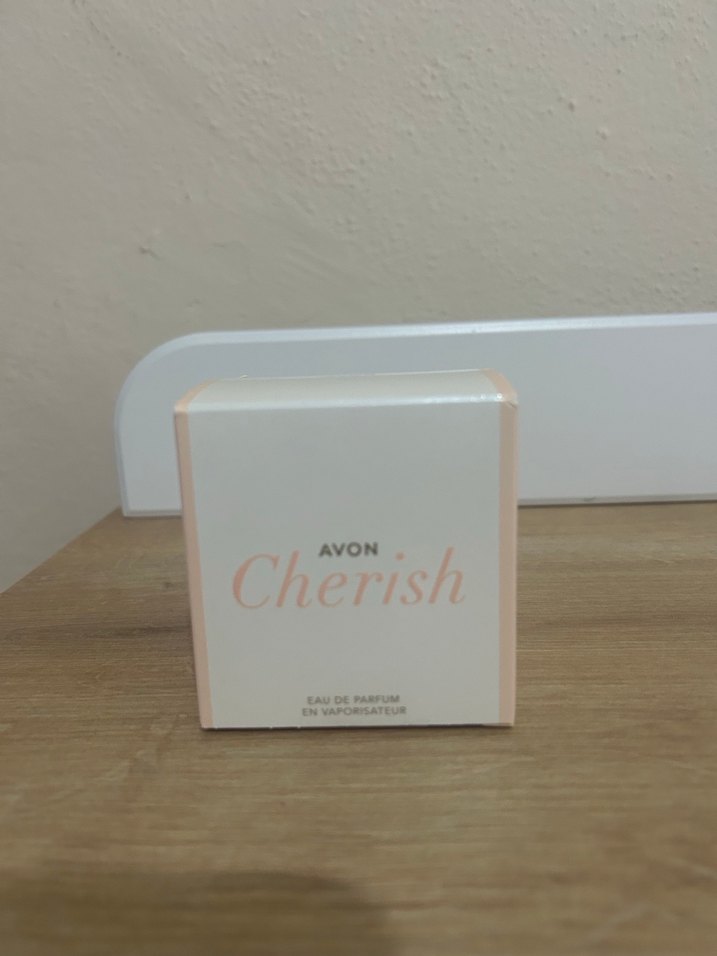 AVON
Cherish
EAU DE PARFUM
EN VAPORISATEUR